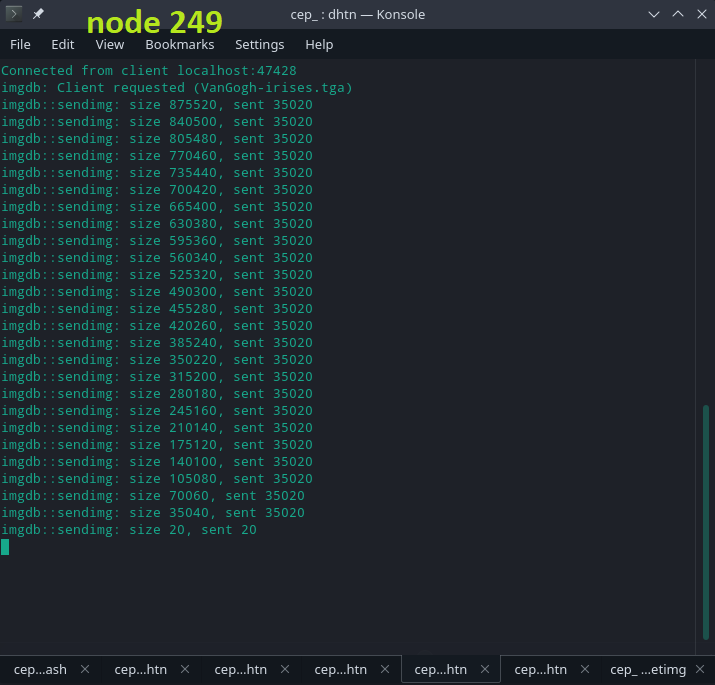 node 249
cep_ : dhtn — Konsole
File Edit View Bookmarks Settings Help
Connected from client localhost:47428
imgdb: Client requested (VanGogh-irises.tga)
imgdb::sendimg: size 875520, sent 35020
imgdb::sendimg: size 840500, sent 35020
imgdb::sendimg: size 805480, sent 35020
imgdb::sendimg: size 770460, sent 35020
imgdb::sendimg: size 735440, sent 35020
imgdb::sendimg: size 700420, sent 35020
imgdb::sendimg: size 665400, sent 35020
imgdb::sendimg: size 630380, sent 35020
imgdb::sendimg: size 595360, sent 35020
imgdb::sendimg: size 560340, sent 35020
imgdb::sendimg: size 525320, sent 35020
imgdb::sendimg: size 490300, sent 35020
imgdb::sendimg: size 455280, sent 35020
imgdb::sendimg: size 420260, sent 35020
imgdb::sendimg: size 385240, sent 35020
imgdb::sendimg: size 350220, sent 35020
imgdb::sendimg: size 315200, sent 35020
imgdb::sendimg: size 280180, sent 35020
imgdb::sendimg: size 245160, sent 35020
imgdb::sendimg: size 210140, sent 35020
imgdb::sendimg: size 175120, sent 35020
imgdb::sendimg: size 140100, sent 35020
imgdb::sendimg: size 105080, sent 35020
imgdb::sendimg: size 70060, sent 35020
imgdb::sendimg: size 35040, sent 35020
imgdb::sendimg: size 20, sent 20
cep...ash cep...htn cep...htn cep...htn cep...htn cep...htn cep_ ...etimg